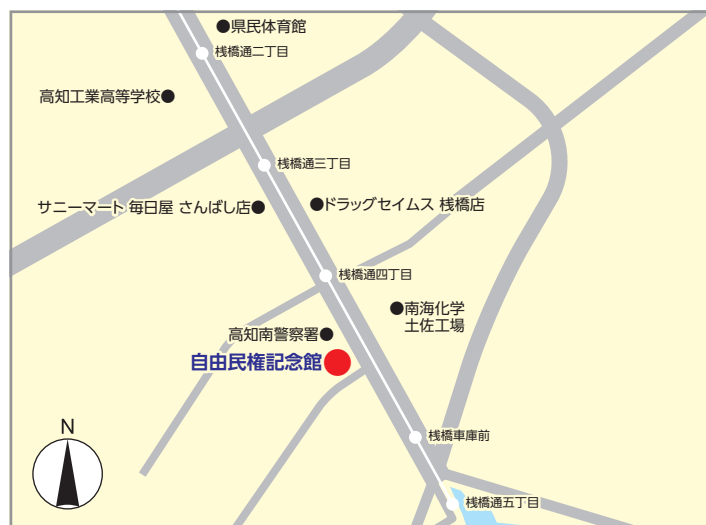 県民体育館
桟橋通二丁目
高知工業高等学校
桟橋通三丁目
サニーマート 毎日屋 さんばし店
ドラッグセイムス 桟橋店
桟橋通四丁目
南海化学
土佐工場
高知南警察署
自由民権記念館
N
桟橋車庫前
桟橋通五丁目